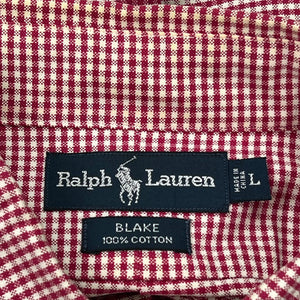 Ralph Lauren
MADE IN
CHINA
L
BLAKE
100% COTTON